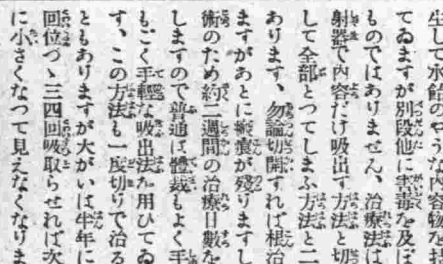 生して水飴のやうな内容物を持
てゐますが別段他に害毒を及ほ
ものではありません、治療法は
射器で内容だけ吸出す方法と切
して全部とつてしまふ方法と二
あります、勿論切開すれば根治
ますがあとに瘢痕が残りますし
術のため約二週間の治療日數を
しますので普通は體裁もよく手
もごく手輕な吸出法を用ひてゐ
す、この方法も一度切りで治る
ともありますが大がいは半年に
回位づゝ三四回吸取らせれば次
に小さくなつて見えなくなりま